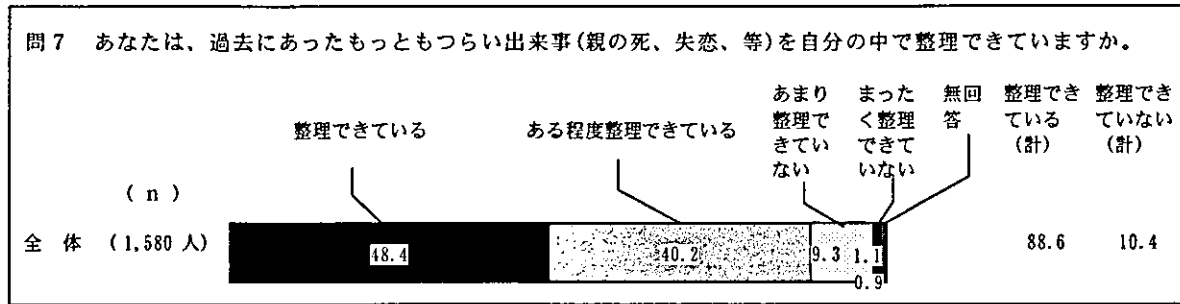 問7　あなたは、過去にあったもっともつらい出来事(親の死、失恋、等)を自分の中で整理できていますか。
整理できている
ある程度整理できている
あまり
整理で
きてい
ない
まった
く整理
できて
いない
無回
答
整理でき
ている
(計)
整理でき
ていない
(計)
(n)
全体 (1,580人) 48.4 40.2 9.3 1.1 88.6 10.4
0.9